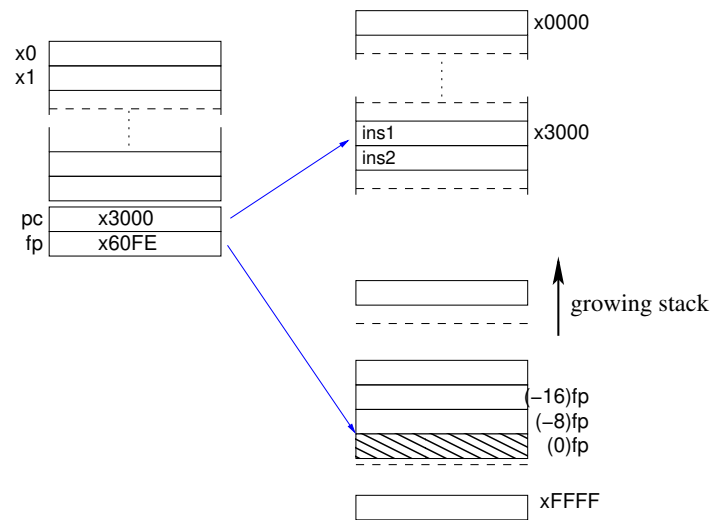 x0
x1
pc x3000
fp x60FE
x0000
ins1 x3000
ins2
growing stack
(−16)fp
(−8)fp
(0)fp
xFFFF